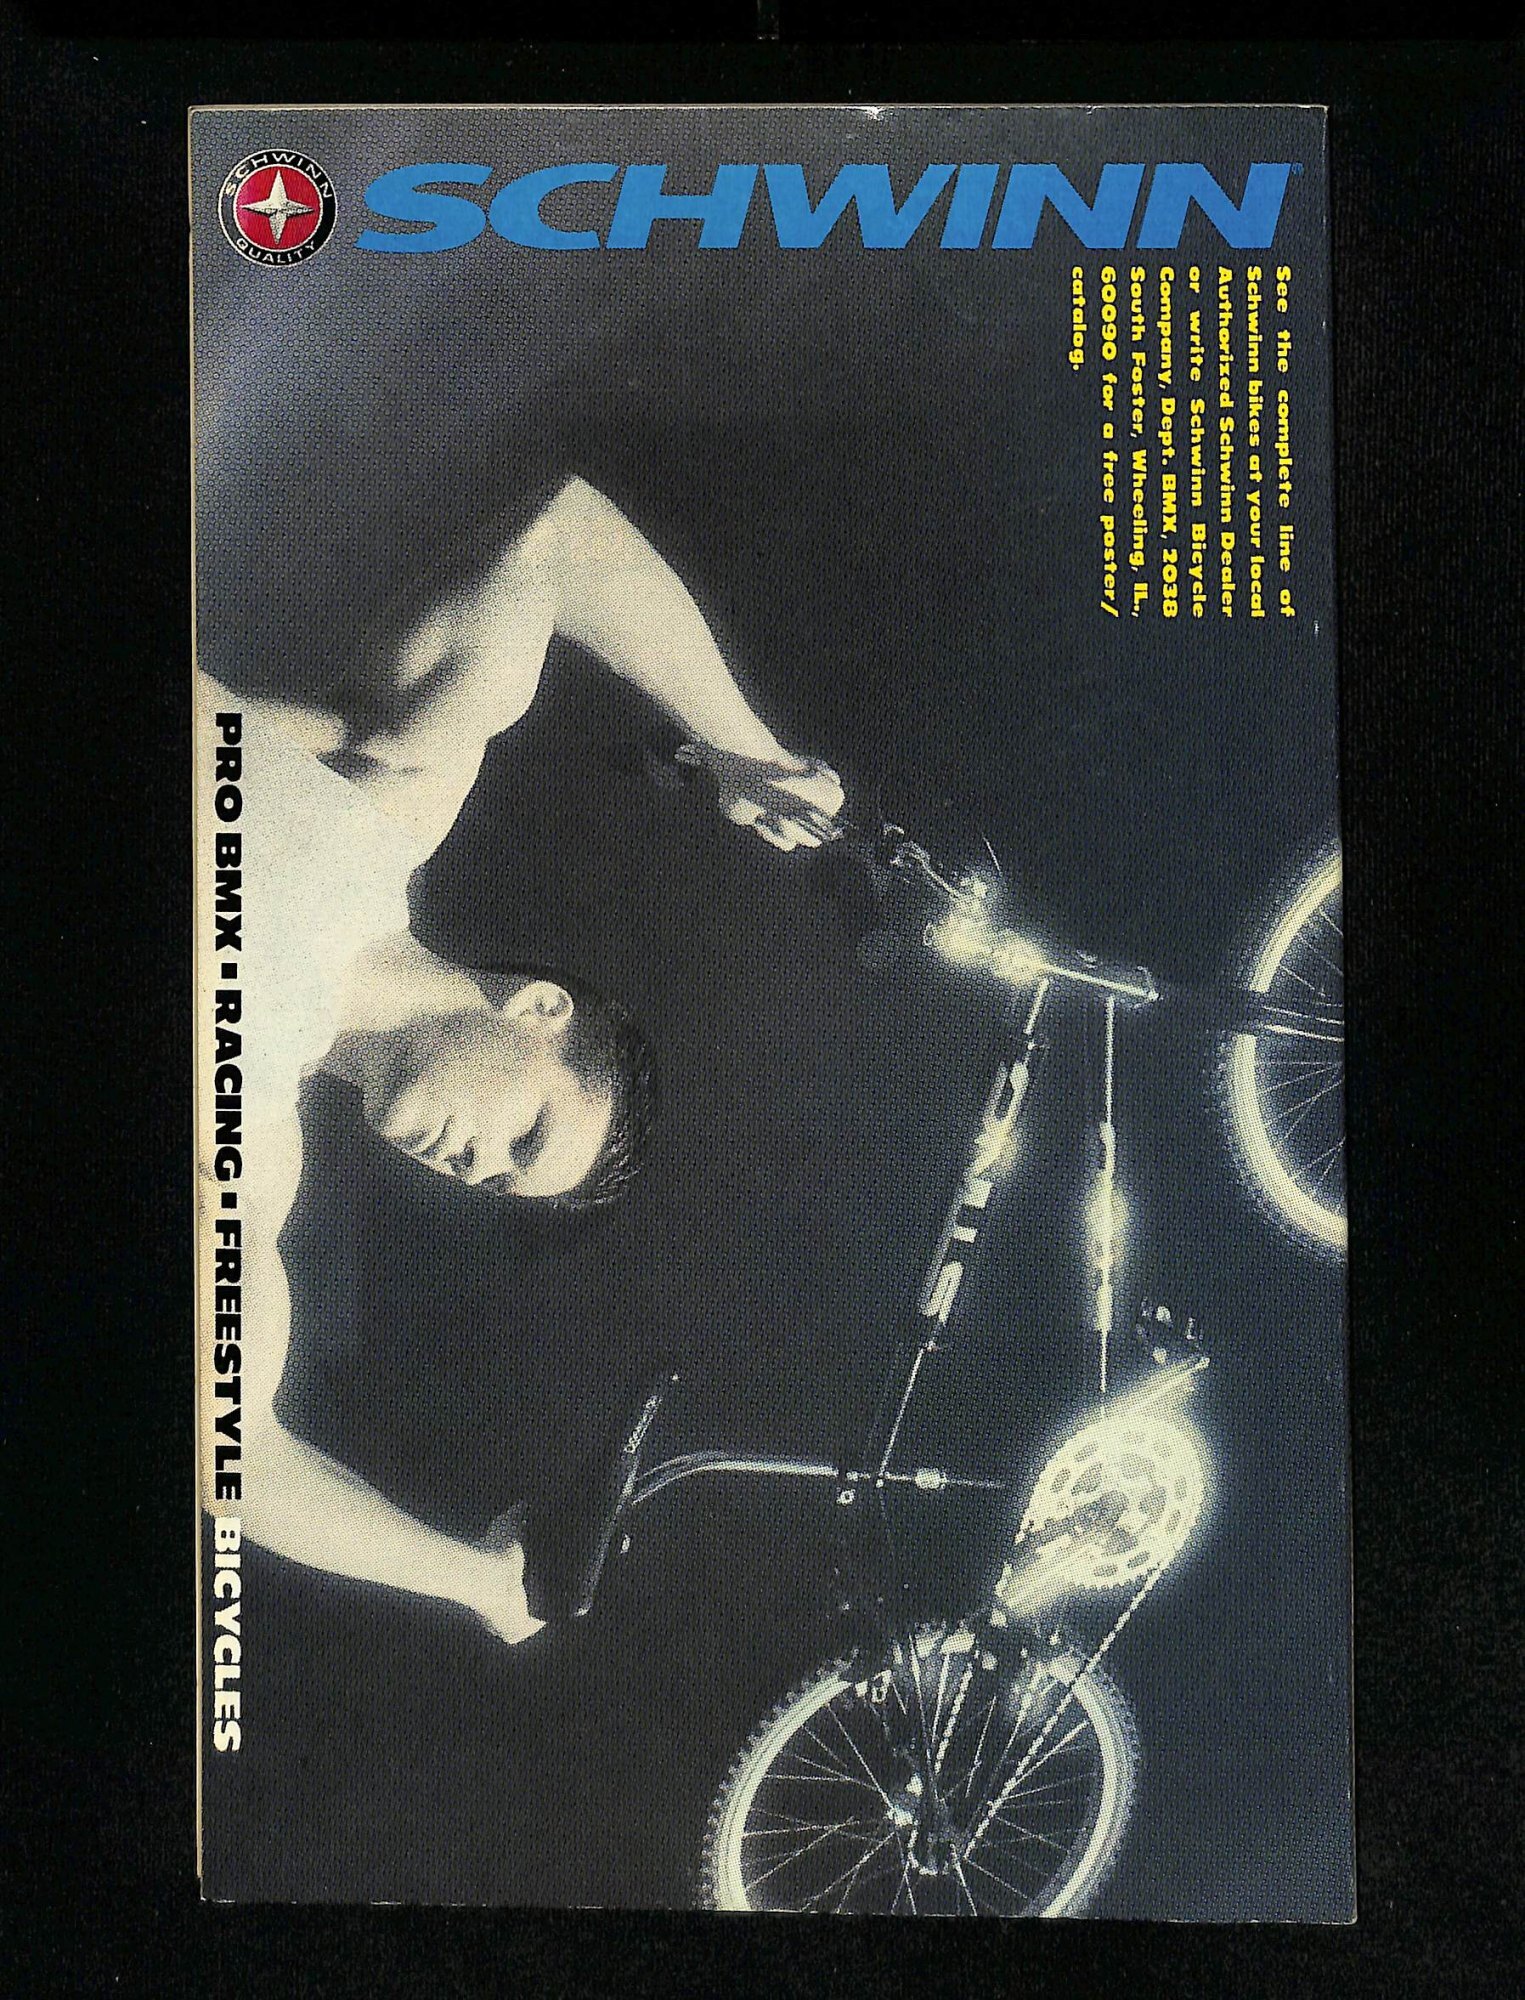 SCHWINN
QUALITY
SCHWINN®
See the complete line of
Schwinn bikes at your local
Authorized Schwinn Dealer
or write Schwinn Bicycle
Company, Dept. BMX, 2038
South Foster, Wheeling, IL.,
60090 for a free poster/
catalog.
PRO BMX ▪ RACING ▪ FREESTYLE BICYCLES